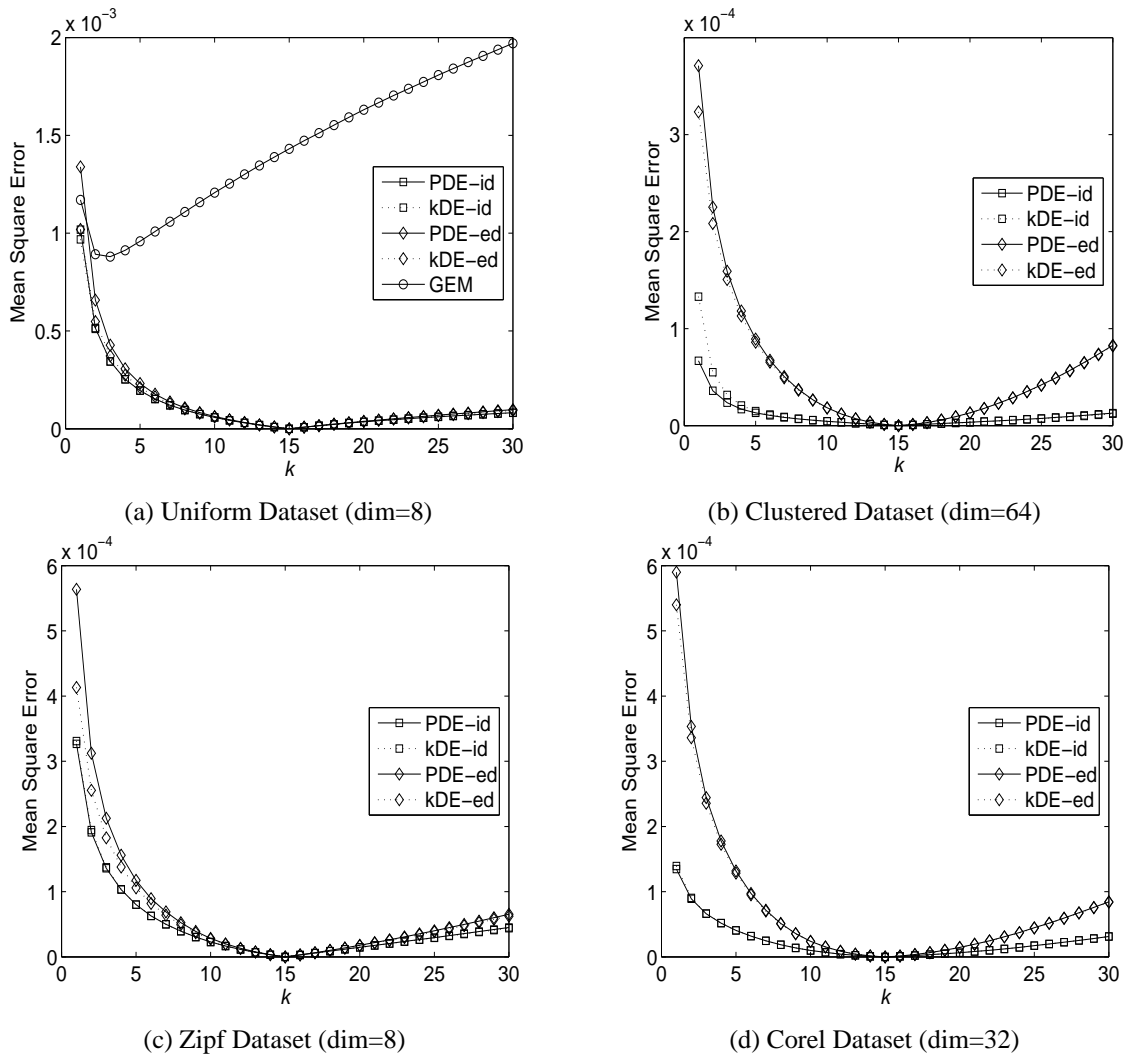 x 10−3
2
1.5
1
0.5
0
Mean Square Error
PDE−id
kDE−id
PDE−ed
kDE−ed
GEM
0 5 10 15 20 25 30
k
(a) Uniform Dataset (dim=8)
x 10−4
4
3
2
1
0
Mean Square Error
PDE−id
kDE−id
PDE−ed
kDE−ed
0 5 10 15 20 25 30
k
(b) Clustered Dataset (dim=64)
x 10−4
6
5
4
3
2
1
0
Mean Square Error
PDE−id
kDE−id
PDE−ed
kDE−ed
0 5 10 15 20 25 30
k
(c) Zipf Dataset (dim=8)
x 10−4
6
5
4
3
2
1
0
Mean Square Error
PDE−id
kDE−id
PDE−ed
kDE−ed
0 5 10 15 20 25 30
k
(d) Corel Dataset (dim=32)